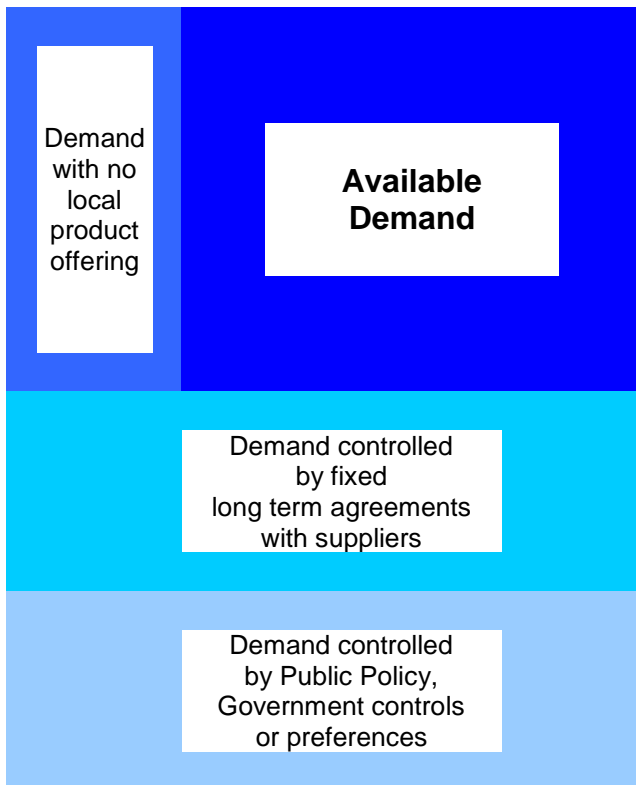 Demand
with no
local
product
offering
Available
Demand
Demand controlled
by fixed
long term agreements
with suppliers
Demand controlled
by Public Policy,
Government controls
or preferences